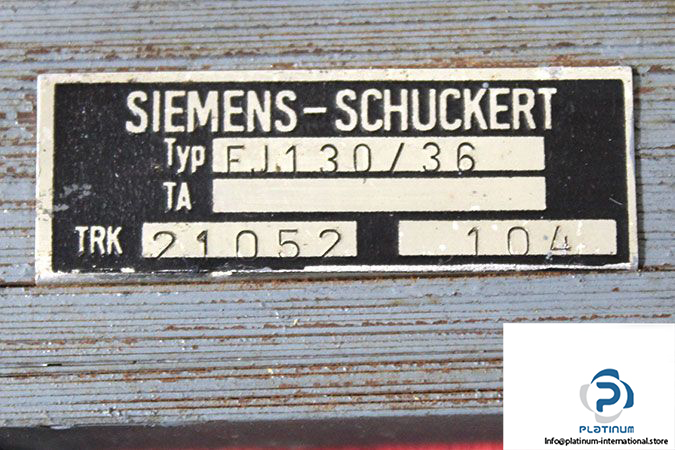 SIEMENS-SCHUCKERT
Typ EJ130/36
TA
TRK 21052 104
PLATINUM
Info@platinum-international.store